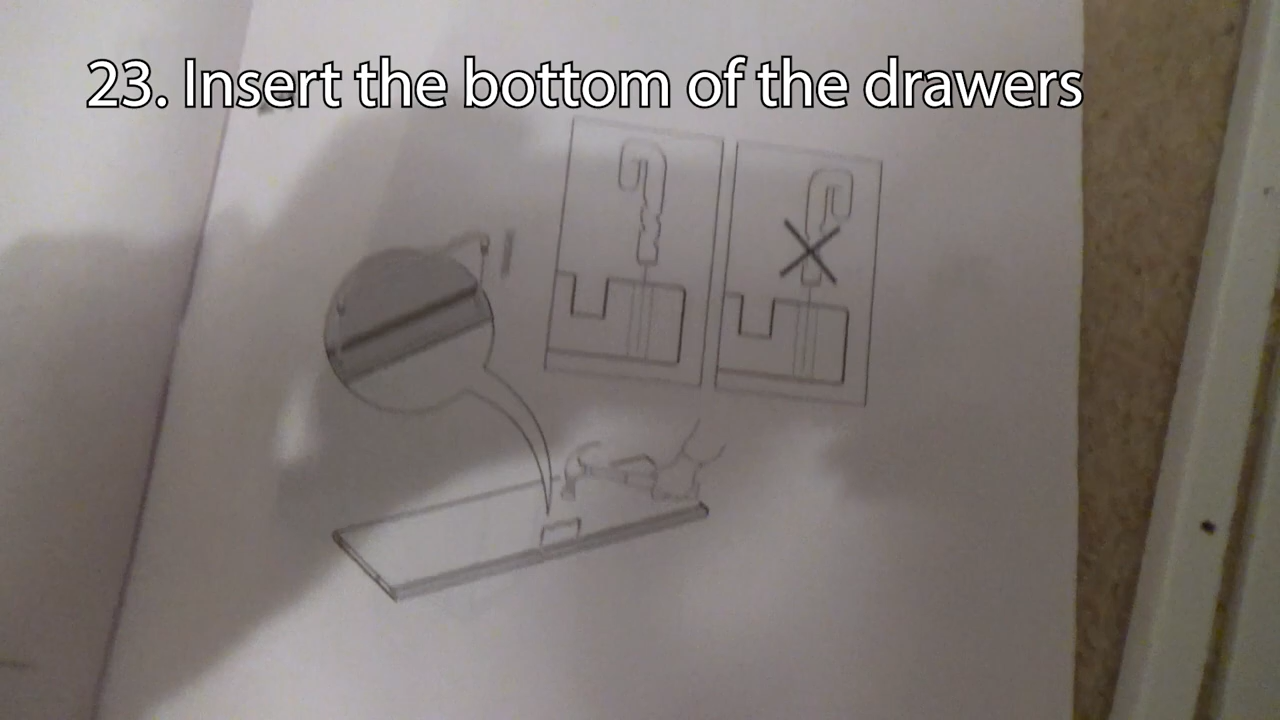 23. Insert the bottom of the drawers